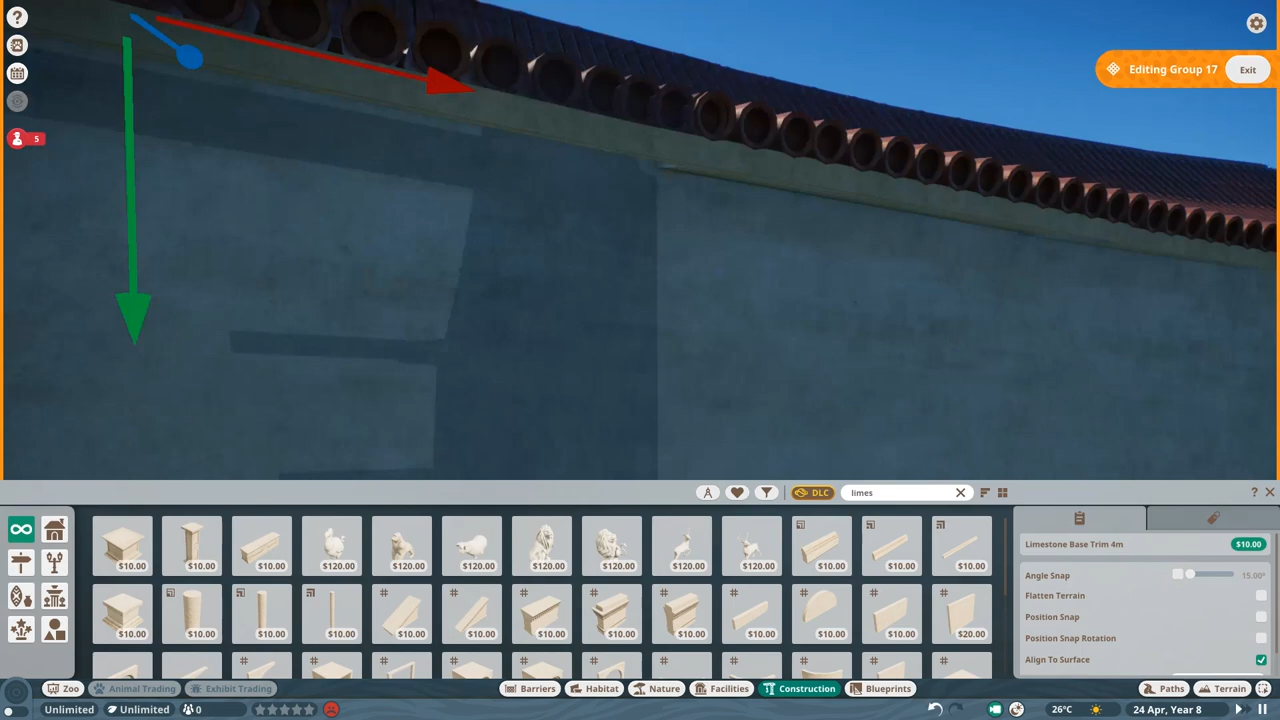 Editing Group 17
Exit
5
DLC
limes
$10.00 $10.00 $10.00 $120.00 $120.00 $120.00 $120.00 $120.00 $120.00 $120.00 $10.00 $10.00 $10.00
$10.00 $10.00 $10.00 $10.00 $10.00 $10.00 $10.00 $10.00 $10.00 $10.00 $10.00 $10.00 $20.00
Limestone Base Trim 4m $10.00
Angle Snap 15.00°
Flatten Terrain
Position Snap
Position Snap Rotation
Align To Surface
Zoo Animal Trading Exhibit Trading Barriers Habitat Nature Facilities Construction Blueprints Paths Terrain
Unlimited Unlimited 0 26°C 24 Apr, Year 8